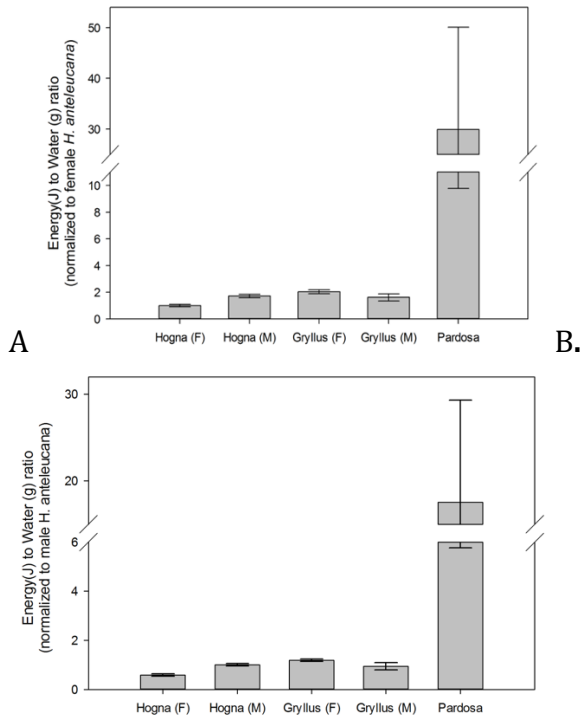 50
40
30
10
8
6
4
2
0
Energy(J) to Water (g) ratio
(normalized to female H. anteleucana)
Hogna (F) Hogna (M) Gryllus (F) Gryllus (M) Pardosa
A B.
30
20
6
4
2
0
Energy(J) to Water (g) ratio
(normalized to male H. anteleucana)
Hogna (F) Hogna (M) Gryllus (F) Gryllus (M) Pardosa